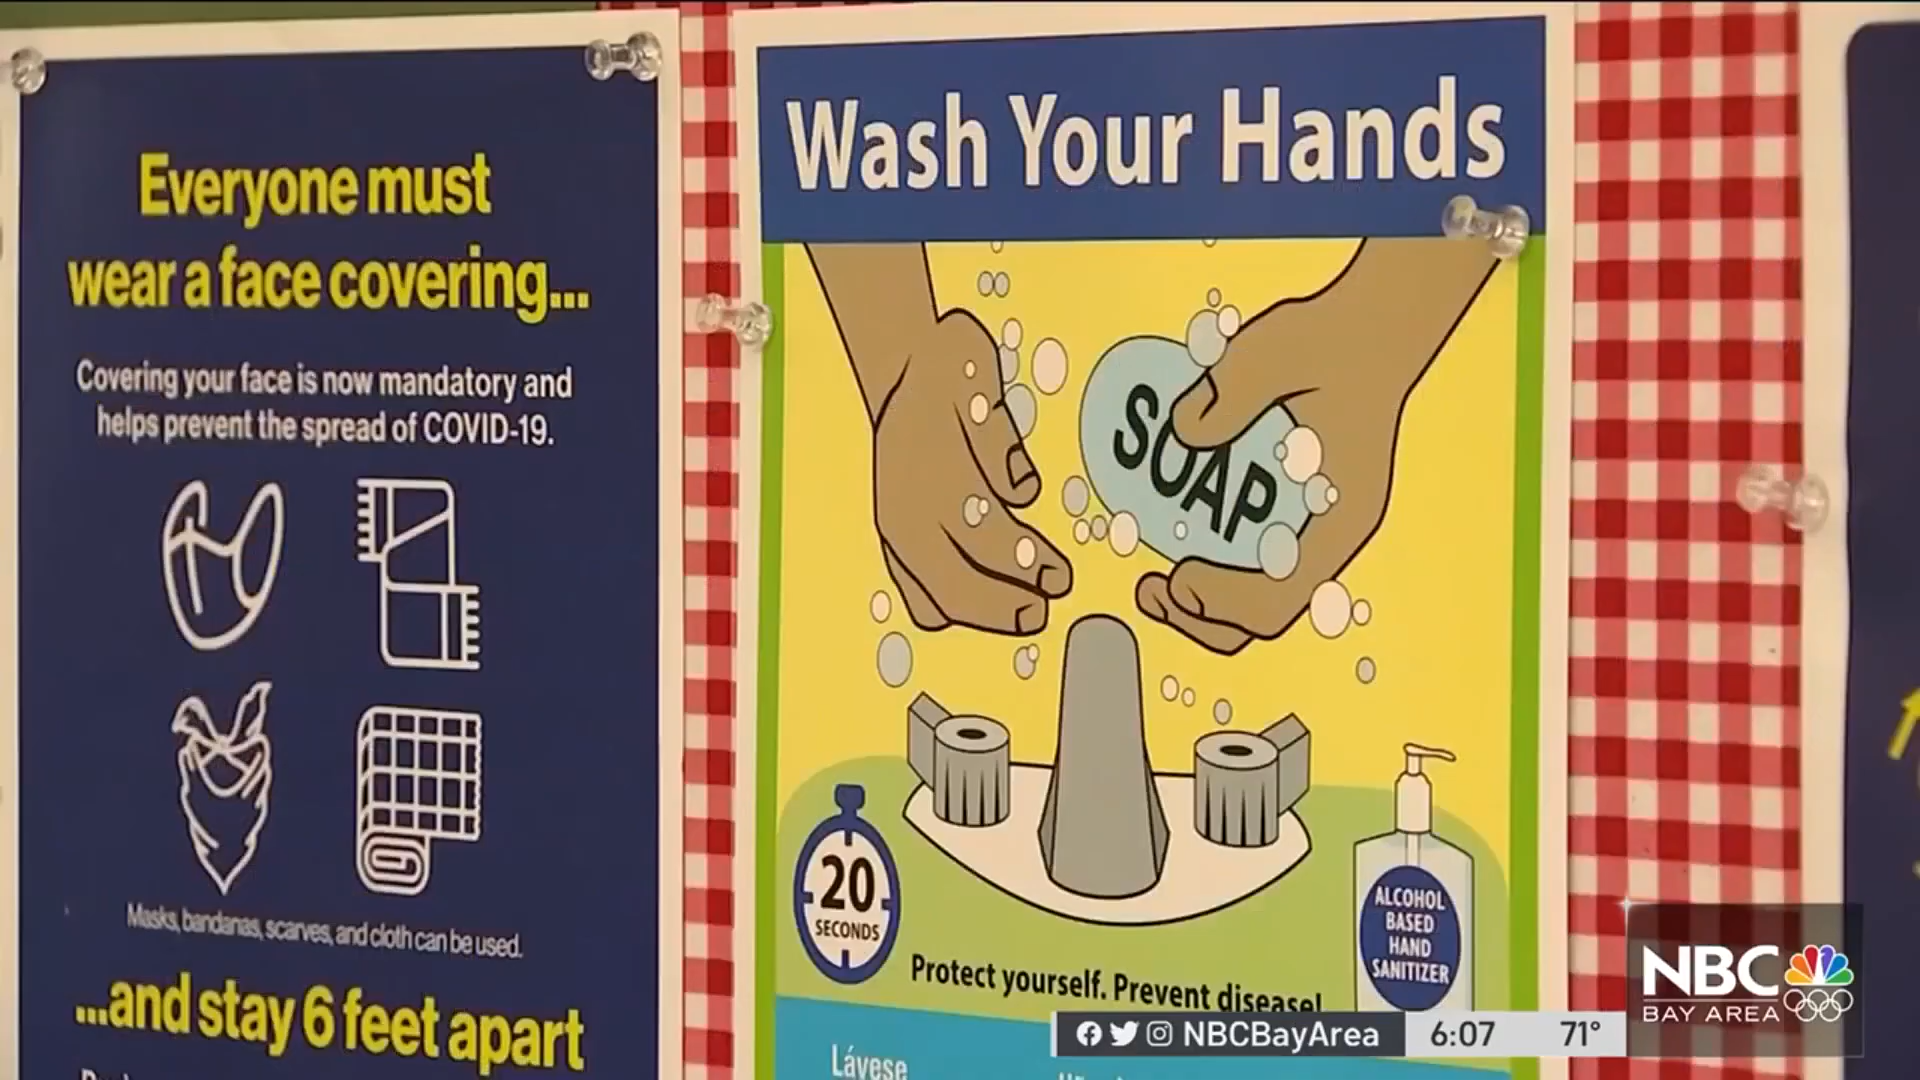 Everyone must
wear a face covering...
Covering your face is now mandatory and
helps prevent the spread of COVID-19.
Masks, bandanas, scarves, and cloth can be used.
...and stay 6 feet apart
Wash Your Hands
SOAP
20
SECONDS
ALCOHOL
BASED
HAND
SANITIZER
Protect yourself. Prevent disease!
Lávese
NBCBayArea 6:07 71°
NBC
BAY AREA